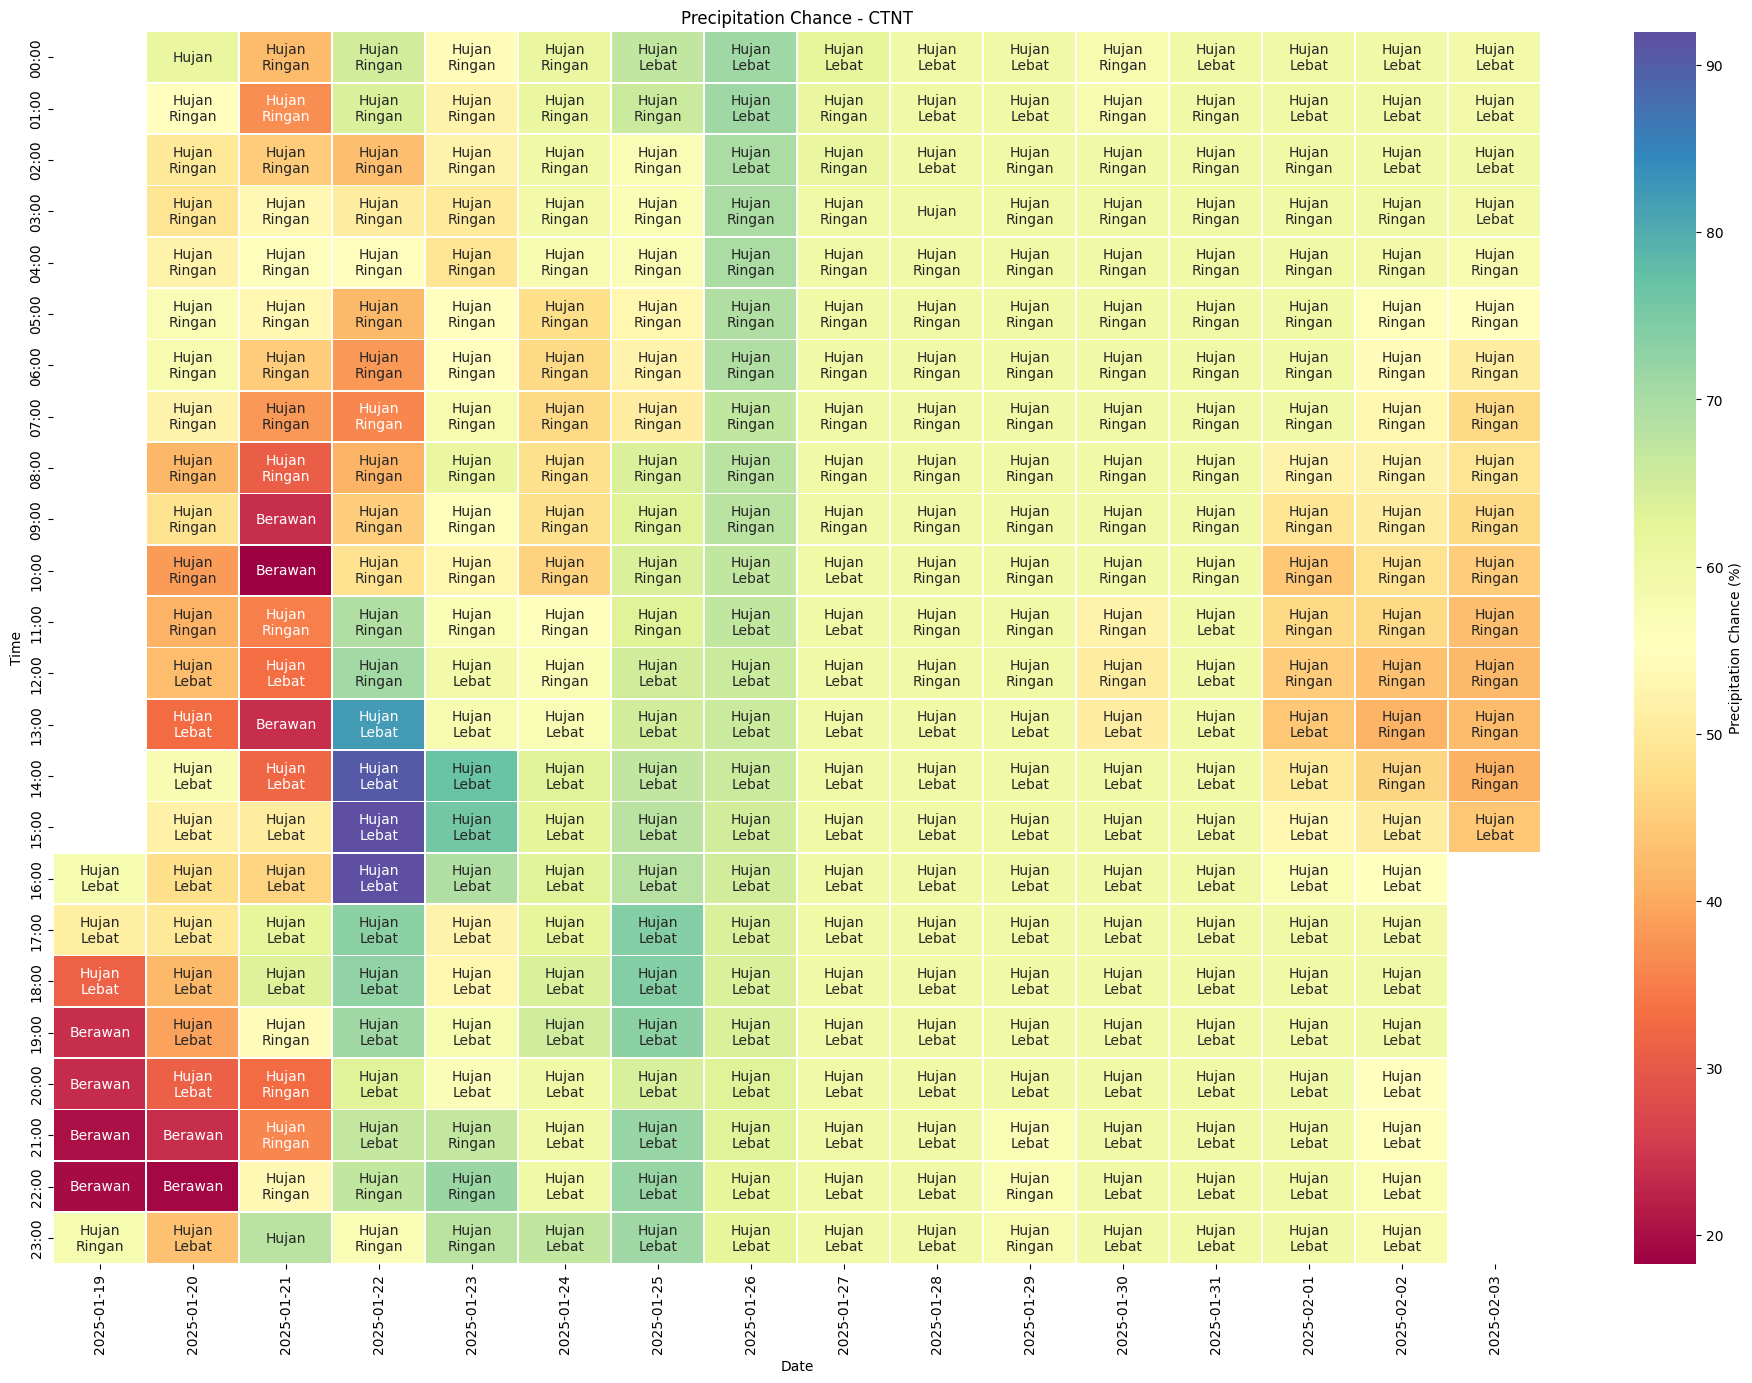 Precipitation Chance - CTNT
00:00 Hujan Hujan Ringan Hujan Ringan Hujan Ringan Hujan Ringan Hujan Lebat Hujan Lebat Hujan Lebat Hujan Lebat Hujan Lebat Hujan Ringan Hujan Lebat Hujan Lebat Hujan Lebat Hujan Lebat
01:00 Hujan Ringan Hujan Ringan Hujan Ringan Hujan Ringan Hujan Ringan Hujan Ringan Hujan Lebat Hujan Ringan Hujan Lebat Hujan Lebat Hujan Ringan Hujan Ringan Hujan Lebat Hujan Lebat Hujan Lebat
02:00 Hujan Ringan Hujan Ringan Hujan Ringan Hujan Ringan Hujan Ringan Hujan Ringan Hujan Lebat Hujan Ringan Hujan Lebat Hujan Ringan Hujan Ringan Hujan Ringan Hujan Ringan Hujan Lebat Hujan Lebat
03:00 Hujan Ringan Hujan Ringan Hujan Ringan Hujan Ringan Hujan Ringan Hujan Ringan Hujan Ringan Hujan Ringan Hujan Hujan Ringan Hujan Ringan Hujan Ringan Hujan Ringan Hujan Ringan Hujan Lebat
04:00 Hujan Ringan Hujan Ringan Hujan Ringan Hujan Ringan Hujan Ringan Hujan Ringan Hujan Ringan Hujan Ringan Hujan Ringan Hujan Ringan Hujan Ringan Hujan Ringan Hujan Ringan Hujan Ringan Hujan Ringan
05:00 Hujan Ringan Hujan Ringan Hujan Ringan Hujan Ringan Hujan Ringan Hujan Ringan Hujan Ringan Hujan Ringan Hujan Ringan Hujan Ringan Hujan Ringan Hujan Ringan Hujan Ringan Hujan Ringan Hujan Ringan
06:00 Hujan Ringan Hujan Ringan Hujan Ringan Hujan Ringan Hujan Ringan Hujan Ringan Hujan Ringan Hujan Ringan Hujan Ringan Hujan Ringan Hujan Ringan Hujan Ringan Hujan Ringan Hujan Ringan Hujan Ringan
07:00 Hujan Ringan Hujan Ringan Hujan Ringan Hujan Ringan Hujan Ringan Hujan Ringan Hujan Ringan Hujan Ringan Hujan Ringan Hujan Ringan Hujan Ringan Hujan Ringan Hujan Ringan Hujan Ringan Hujan Ringan
08:00 Hujan Ringan Hujan Ringan Hujan Ringan Hujan Ringan Hujan Ringan Hujan Ringan Hujan Ringan Hujan Ringan Hujan Ringan Hujan Ringan Hujan Ringan Hujan Ringan Hujan Ringan Hujan Ringan Hujan Ringan
09:00 Hujan Ringan Berawan Hujan Ringan Hujan Ringan Hujan Ringan Hujan Ringan Hujan Ringan Hujan Ringan Hujan Ringan Hujan Ringan Hujan Ringan Hujan Ringan Hujan Ringan Hujan Ringan Hujan Ringan
10:00 Hujan Ringan Berawan Hujan Ringan Hujan Ringan Hujan Ringan Hujan Ringan Hujan Lebat Hujan Lebat Hujan Ringan Hujan Ringan Hujan Ringan Hujan Ringan Hujan Ringan Hujan Ringan Hujan Ringan
11:00 Hujan Ringan Hujan Ringan Hujan Ringan Hujan Ringan Hujan Ringan Hujan Ringan Hujan Lebat Hujan Lebat Hujan Ringan Hujan Ringan Hujan Ringan Hujan Lebat Hujan Ringan Hujan Ringan Hujan Ringan
12:00 Hujan Lebat Hujan Lebat Hujan Ringan Hujan Lebat Hujan Ringan Hujan Lebat Hujan Lebat Hujan Lebat Hujan Ringan Hujan Ringan Hujan Ringan Hujan Lebat Hujan Ringan Hujan Ringan Hujan Ringan
13:00 Hujan Lebat Berawan Hujan Lebat Hujan Lebat Hujan Lebat Hujan Lebat Hujan Lebat Hujan Lebat Hujan Lebat Hujan Lebat Hujan Lebat Hujan Lebat Hujan Lebat Hujan Ringan Hujan Ringan
14:00 Hujan Lebat Hujan Lebat Hujan Lebat Hujan Lebat Hujan Lebat Hujan Lebat Hujan Lebat Hujan Lebat Hujan Lebat Hujan Lebat Hujan Lebat Hujan Lebat Hujan Lebat Hujan Ringan Hujan Ringan
15:00 Hujan Lebat Hujan Lebat Hujan Lebat Hujan Lebat Hujan Lebat Hujan Lebat Hujan Lebat Hujan Lebat Hujan Lebat Hujan Lebat Hujan Lebat Hujan Lebat Hujan Lebat Hujan Lebat Hujan Lebat
16:00 Hujan Lebat Hujan Lebat Hujan Lebat Hujan Lebat Hujan Lebat Hujan Lebat Hujan Lebat Hujan Lebat Hujan Lebat Hujan Lebat Hujan Lebat Hujan Lebat Hujan Lebat Hujan Lebat Hujan Lebat
17:00 Hujan Lebat Hujan Lebat Hujan Lebat Hujan Lebat Hujan Lebat Hujan Lebat Hujan Lebat Hujan Lebat Hujan Lebat Hujan Lebat Hujan Lebat Hujan Lebat Hujan Lebat Hujan Lebat Hujan Lebat
18:00 Hujan Lebat Hujan Lebat Hujan Lebat Hujan Lebat Hujan Lebat Hujan Lebat Hujan Lebat Hujan Lebat Hujan Lebat Hujan Lebat Hujan Lebat Hujan Lebat Hujan Lebat Hujan Lebat Hujan Lebat
19:00 Berawan Hujan Lebat Hujan Ringan Hujan Lebat Hujan Lebat Hujan Lebat Hujan Lebat Hujan Lebat Hujan Lebat Hujan Lebat Hujan Lebat Hujan Lebat Hujan Lebat Hujan Lebat Hujan Lebat
20:00 Berawan Hujan Lebat Hujan Ringan Hujan Lebat Hujan Lebat Hujan Lebat Hujan Lebat Hujan Lebat Hujan Lebat Hujan Lebat Hujan Lebat Hujan Lebat Hujan Lebat Hujan Lebat Hujan Lebat
21:00 Berawan Berawan Hujan Ringan Hujan Lebat Hujan Ringan Hujan Lebat Hujan Lebat Hujan Lebat Hujan Lebat Hujan Lebat Hujan Lebat Hujan Lebat Hujan Lebat Hujan Lebat Hujan Lebat
22:00 Berawan Berawan Hujan Ringan Hujan Ringan Hujan Ringan Hujan Lebat Hujan Lebat Hujan Lebat Hujan Lebat Hujan Lebat Hujan Ringan Hujan Lebat Hujan Lebat Hujan Lebat Hujan Lebat
23:00 Hujan Ringan Hujan Lebat Hujan Hujan Ringan Hujan Ringan Hujan Lebat Hujan Lebat Hujan Lebat Hujan Lebat Hujan Lebat Hujan Ringan Hujan Lebat Hujan Lebat Hujan Lebat Hujan Lebat
Time
2025-01-19 2025-01-20 2025-01-21 2025-01-22 2025-01-23 2025-01-24 2025-01-25 2025-01-26 2025-01-27 2025-01-28 2025-01-29 2025-01-30 2025-01-31 2025-02-01 2025-02-02 2025-02-03
Date
90
80
70
60
50
40
30
20
Precipitation Chance (%)